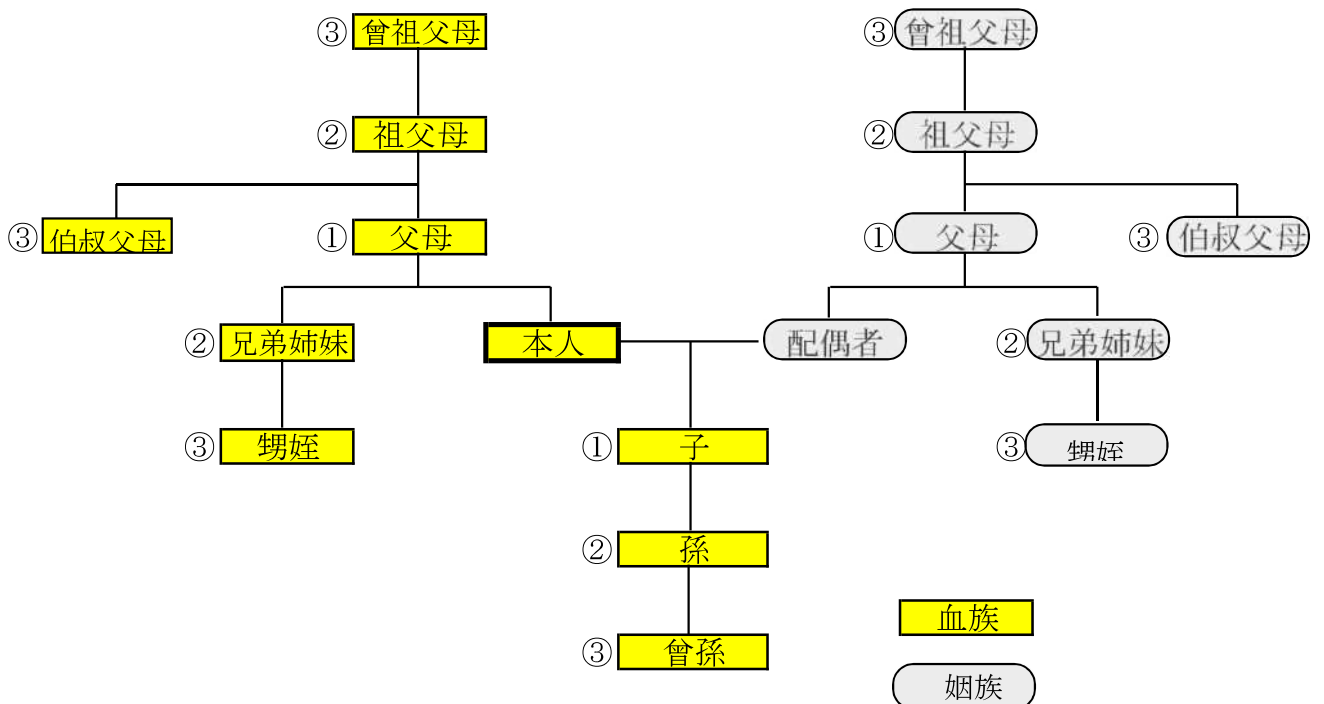 ③ 曾祖父母
③ 曾祖父母
② 祖父母
② 祖父母
③ 伯叔父母
① 父母
① 父母
③ 伯叔父母
② 兄弟姉妹
本人
配偶者
② 兄弟姉妹
③ 甥姪
① 子
③ 甥姪
② 孫
血族
③ 曾孫
姻族